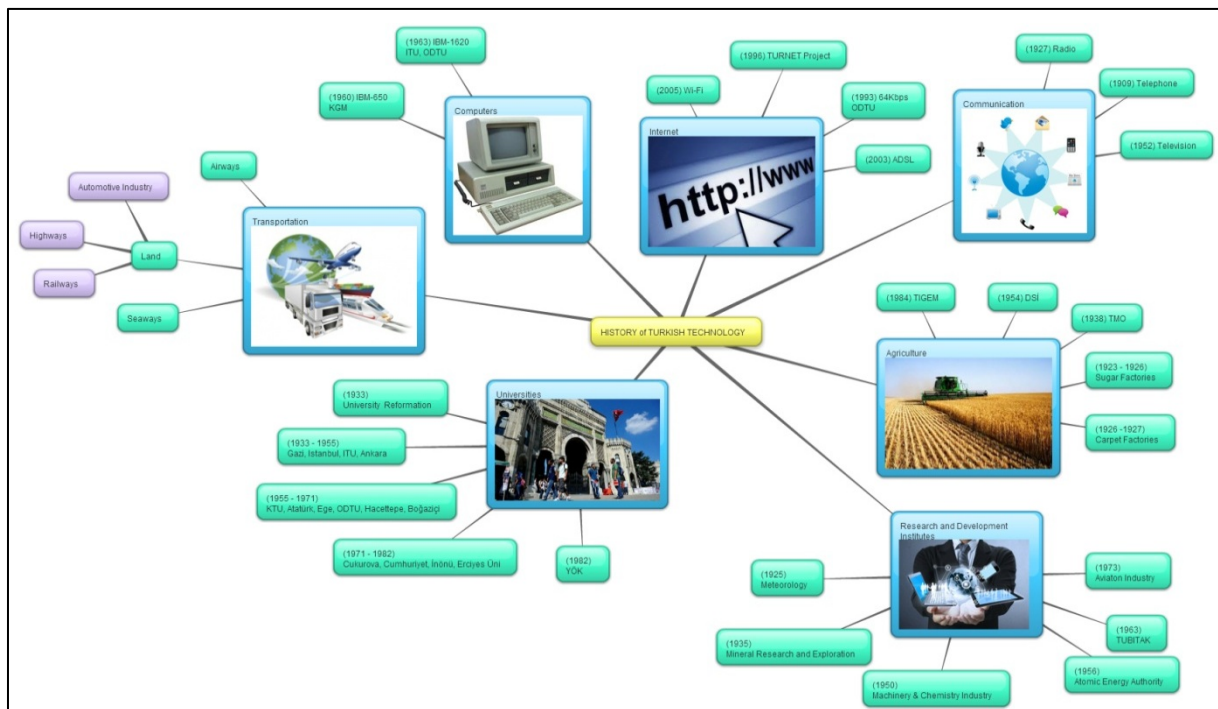 (1963) IBM-1620
ITU, ODTU
(1960) IBM-650
KGM
Computers
(1996) TURNET Project
(2005) Wi-Fi
(1993) 64Kbps
ODTU
(2003) ADSL
Internet
http://www
(1927) Radio
(1909) Telephone
(1952) Television
Communication
Airways
Automotive Industry
Highways
Land
Railways
Seaways
Transportation
HISTORY of TURKISH TECHNOLOGY
(1984) TIGEM
(1954) DSİ
(1938) TMO
(1923 - 1926)
Sugar Factories
(1926 -1927)
Carpet Factories
Agriculture
Universities
(1933)
University Reformation
(1933 - 1955)
Gazi, Istanbul, ITU, Ankara
(1955 - 1971)
KTU, Atatürk, Ege, ODTU, Hacettepe, Boğaziçi
(1971 - 1982)
Cukurova, Cumhuriyet, İnönü, Erciyes Üni
(1982)
YÖK
Research and Development
Institutes
(1925)
Meteorology
(1935)
Mineral Research and Exploration
(1950)
Machinery & Chemistry Industry
(1973)
Aviaton Industry
(1963)
TUBITAK
(1956)
Atomic Energy Authority